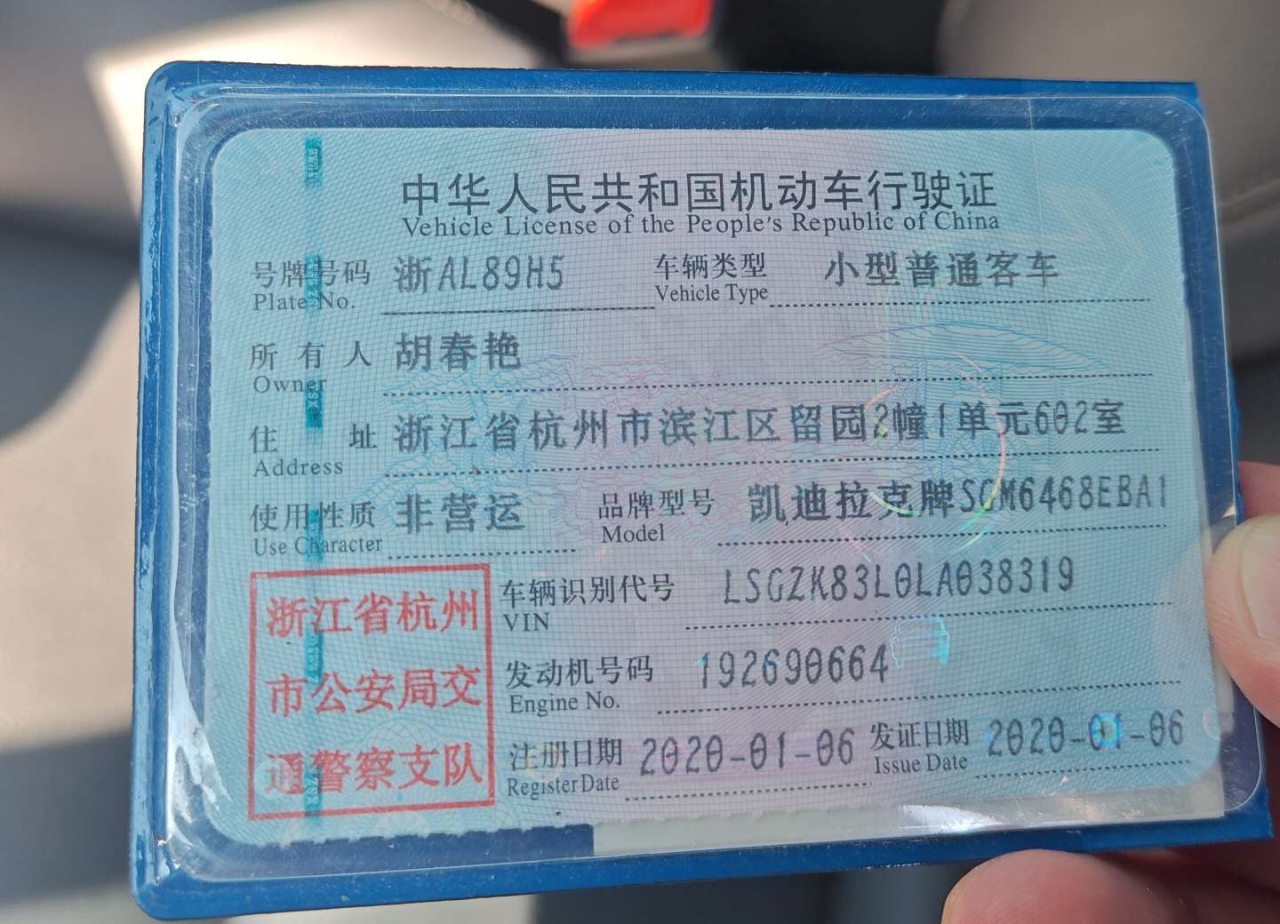 中华人民共和国机动车行驶证
Vehicle License of the People's Republic of China
号牌号码 浙AL89H5 车辆类型 小型普通客车
Plate No. Vehicle Type
所有人 胡春艳
Owner
住址 浙江省杭州市滨江区留园2幢1单元602室
Address
使用性质 非营运 品牌型号 凯迪拉克牌SGM6468EBA1
Use Character Model
车辆识别代号 LSGZK83L0LA038319
VIN
发动机号码 192690664
Engine No.
注册日期 2020-01-06 发证日期 2020-01-06
Register Date Issue Date
浙江省杭州
市公安局交
通警察支队